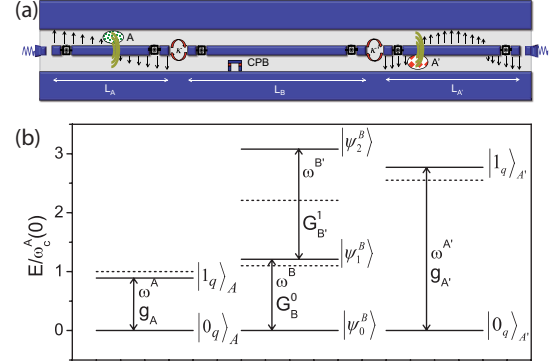 (a)
A
κ
κ
A'
CPB
L_A
L_B
L_A'
(b)
E/ω_c^A(0)
3
2
1
0
|ψ_2^B⟩
ω^B'
G_B'^1
|ψ_1^B⟩
ω^B
G_B^0
|ψ_0^B⟩
|1_q⟩_A
ω^A
g_A
|0_q⟩_A
|1_q⟩_A'
ω^A'
g_A'
|0_q⟩_A'